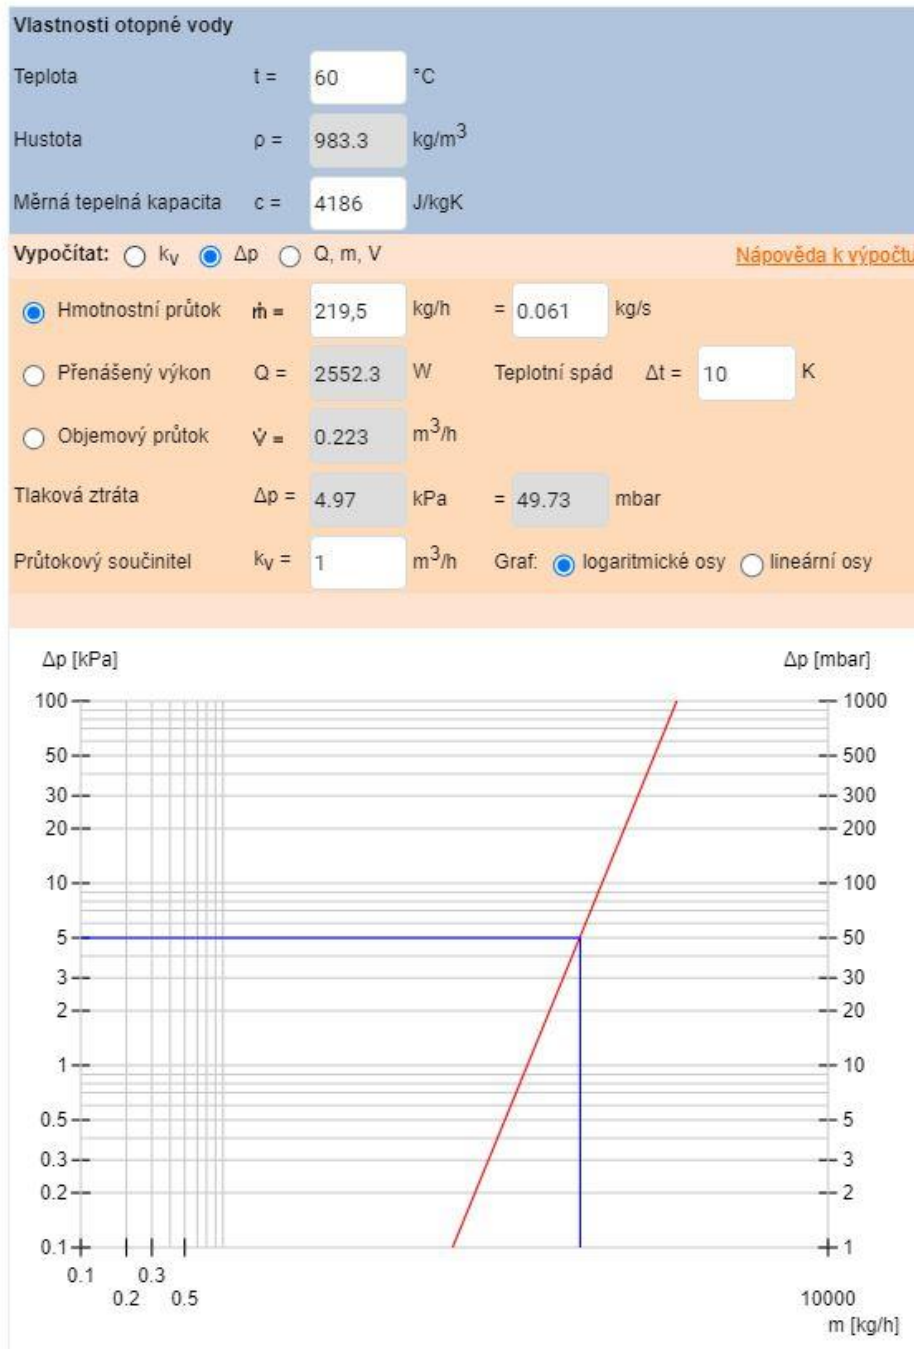 Vlastnosti otopné vody
Teplota t = 60 °C
Hustota ρ = 983.3 kg/m³
Měrná tepelná kapacita c = 4186 J/kgK
Vypočítat: kv Δp Q, m, V Nápověda k výpočtu
Hmotnostní průtok ṁ = 219,5 kg/h = 0.061 kg/s
Přenášený výkon Q = 2552.3 W Teplotní spád Δt = 10 K
Objemový průtok V̇ = 0.223 m³/h
Tlaková ztráta Δp = 4.97 kPa = 49.73 mbar
Průtokový součinitel kv = 1 m³/h Graf: logaritmické osy lineární osy
Δp [kPa] Δp [mbar]
100 1000
50 500
30 300
20 200
10 100
5 50
3 30
2 20
1 10
0.5 5
0.3 3
0.2 2
0.1 1
0.1 0.3
0.2 0.5 10000
m [kg/h]